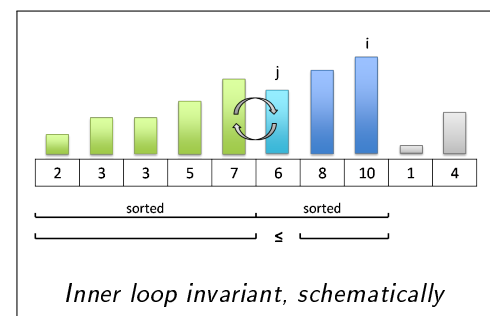 j
i
2 3 3 5 7 6 8 10 1 4
sorted sorted
≤
Inner loop invariant, schematically